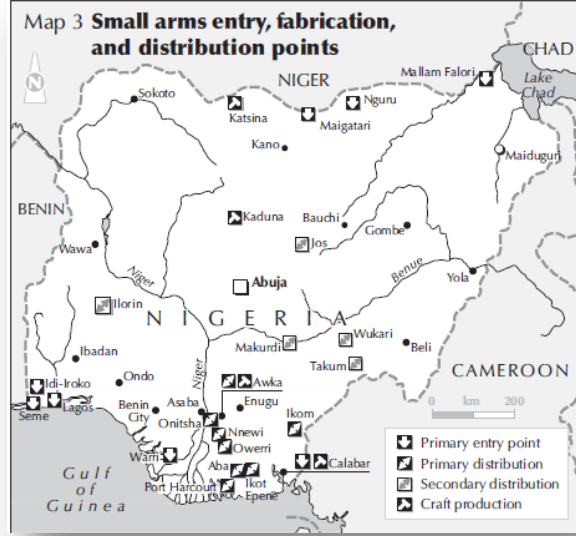 Map 3 Small arms entry, fabrication,
and distribution points
CHAD
NIGER
Mallam Falori
Lake
Chad
N
Sokoto
Katsina
Nguru
Maigatari
Kano
Maiduguri
BENIN
Kaduna
Bauchi
Gombe
Jos
Wawa
Niger
Abuja
Benue
Yola
Ilorin
NIGERIA
Makurdi
Wukari
Beli
Takum
Ibadan
Niger
CAMEROON
Idi-Iroko
Ondo
Awka
Seme
Lagos
Benin
City
Asaba
Enugu
Onitsha
Ikom
0 km 200
Nnewi
Owerri
Warri
Aba
Ikot
Epene
Calabar
Port Harcourt
Gulf
of
Guinea
Primary entry point
Primary distribution
Secondary distribution
Craft production